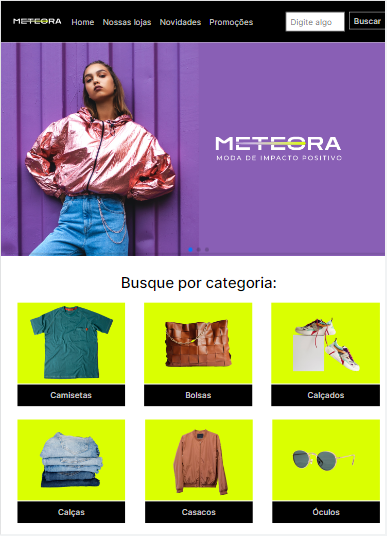 METEORA Home Nossas lojas Novidades Promoções Digite algo Buscar
METEORA
MODA DE IMPACTO POSITIVO
Busque por categoria:
Camisetas Bolsas Calçados
Calças Casacos Óculos